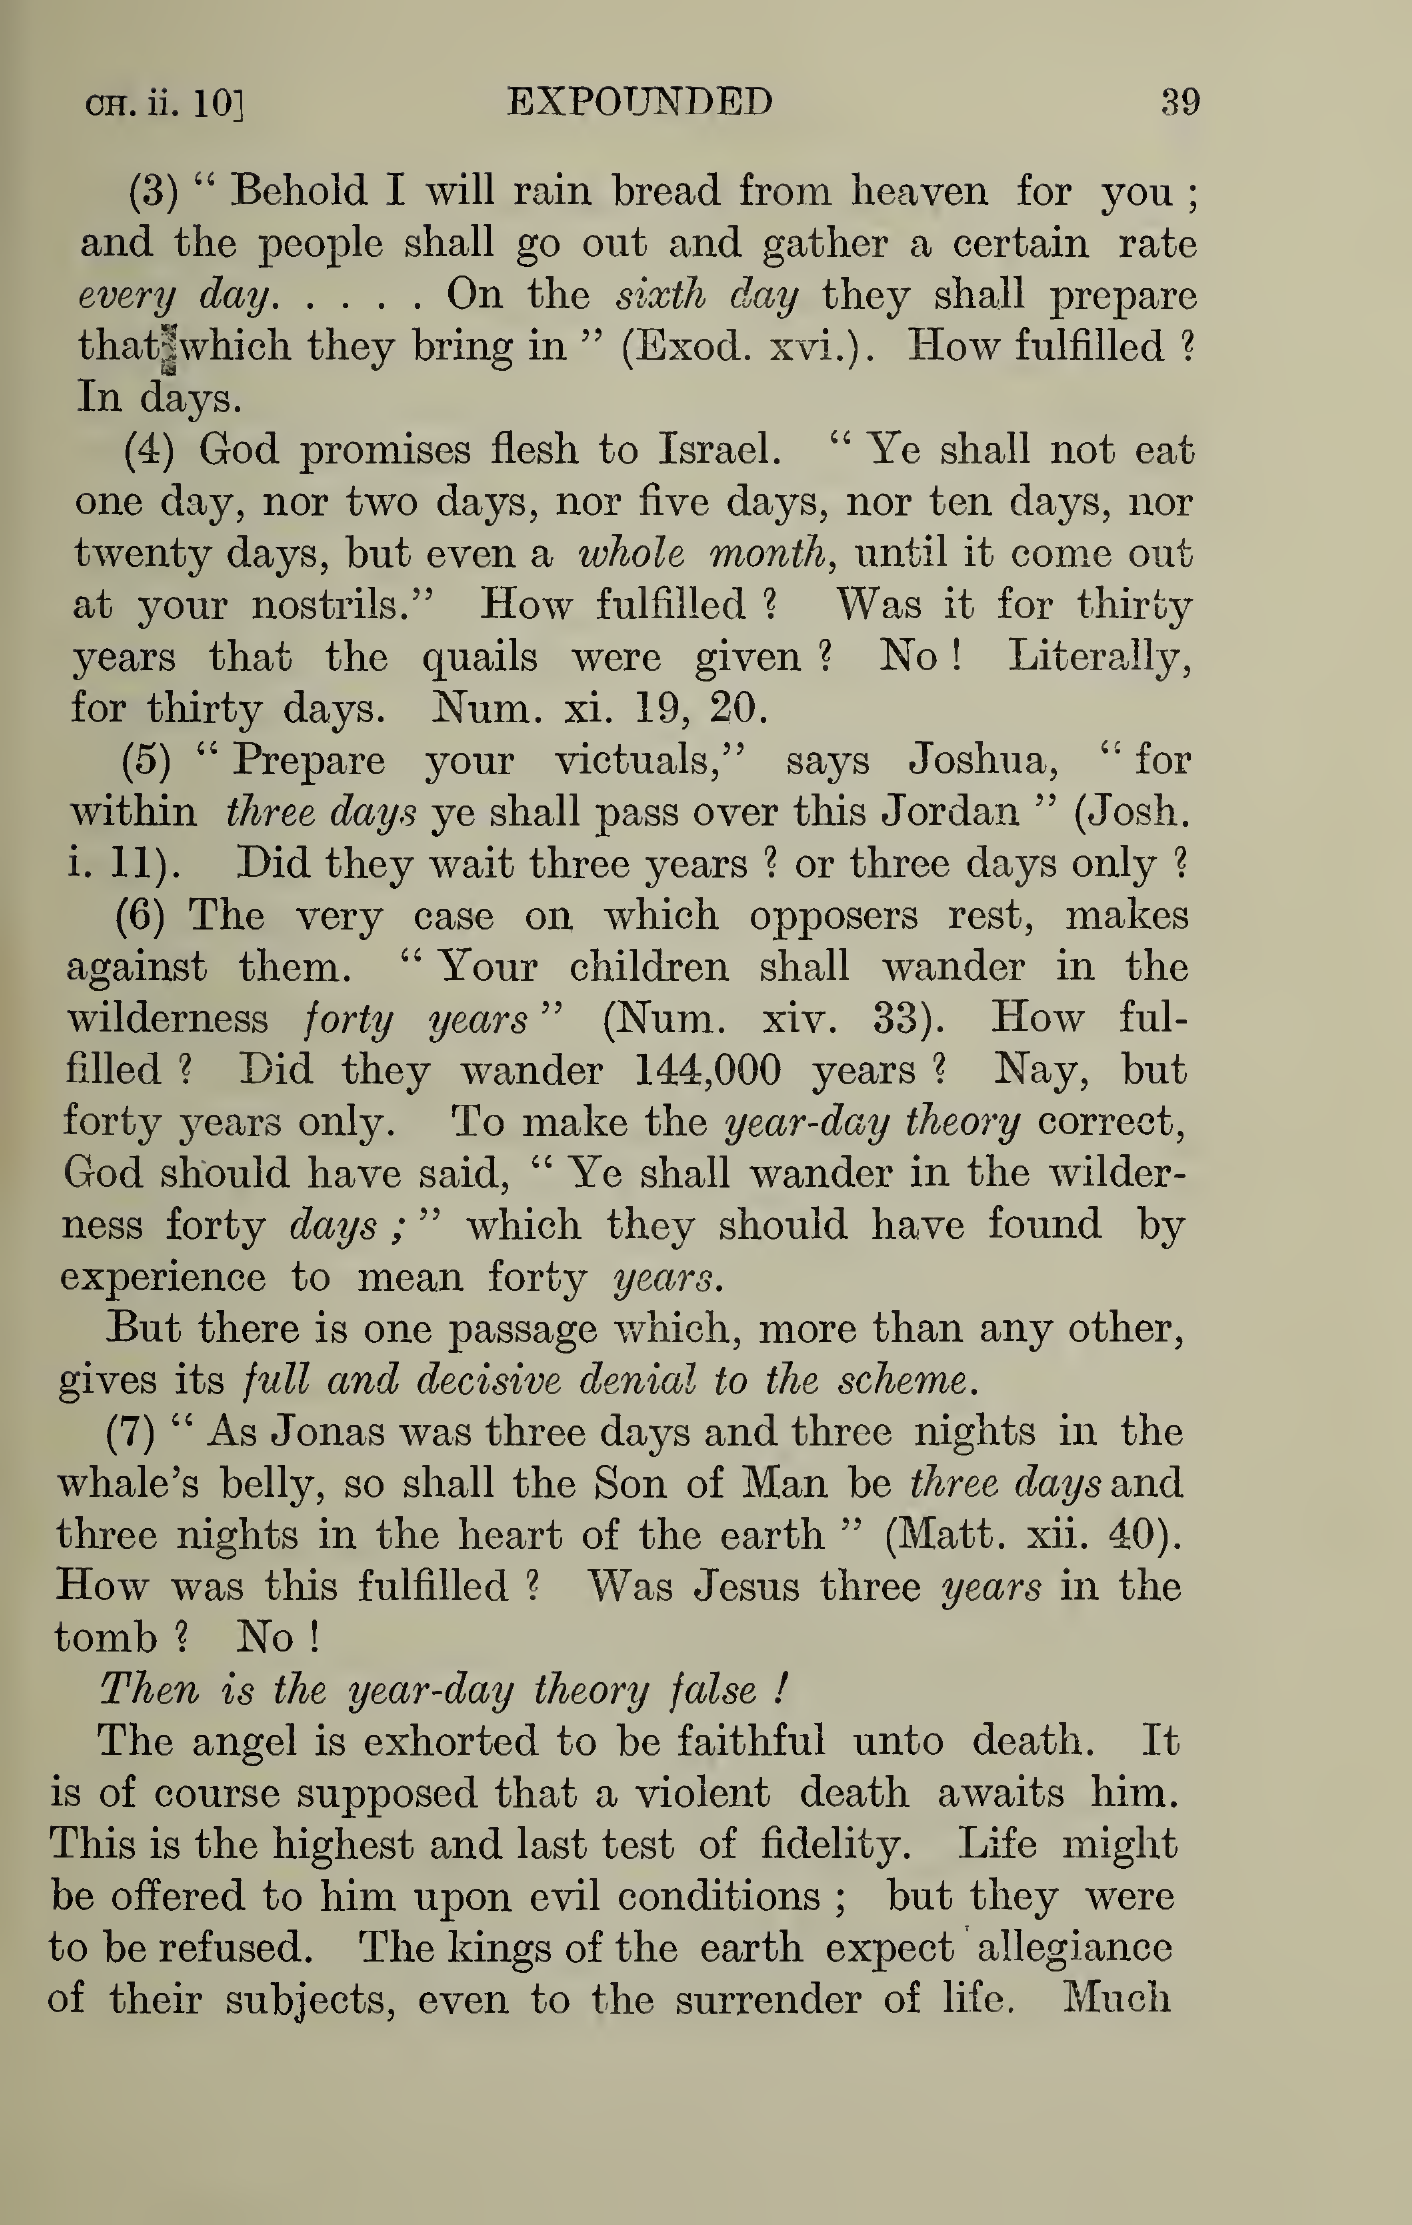 CH. ii. 10] EXPOUNDED 39
(3) “ Behold I will rain bread from heaven for you ;
and the people shall go out and gather a certain rate
every day. . . . . On the sixth day they shall prepare
that which they bring in ” (Exod. xvi.). How fulfilled ?
In days.
(4) God promises flesh to Israel. “ Ye shall not eat
one day, nor two days, nor five days, nor ten days, nor
twenty days, but even a whole month, until it come out
at your nostrils.” How fulfilled ? Was it for thirty
years that the quails were given ? No ! Literally,
for thirty days. Num. xi. 19, 20.
(5) “ Prepare your victuals,” says Joshua, “ for
within three days ye shall pass over this Jordan ” (Josh.
i. 11). Did they wait three years ? or three days only ?
(6) The very case on which opposers rest, makes
against them. “ Your children shall wander in the
wilderness forty years ” (Num. xiv. 33). How ful-
filled ? Did they wander 144,000 years ? Nay, but
forty years only. To make the year-day theory correct,
God should have said, “ Ye shall wander in the wilder-
ness forty days ; ” which they should have found by
experience to mean forty years.
But there is one passage which, more than any other,
gives its full and decisive denial to the scheme.
(7) “ As Jonas was three days and three nights in the
whale’s belly, so shall the Son of Man be three days and
three nights in the heart of the earth ” (Matt. xii. 40).
How was this fulfilled ? Was Jesus three years in the
tomb ? No !
Then is the year-day theory false !
The angel is exhorted to be faithful unto death. It
is of course supposed that a violent death awaits him.
This is the highest and last test of fidelity. Life might
be offered to him upon evil conditions ; but they were
to be refused. The kings of the earth expect allegiance
of their subjects, even to the surrender of life. Much